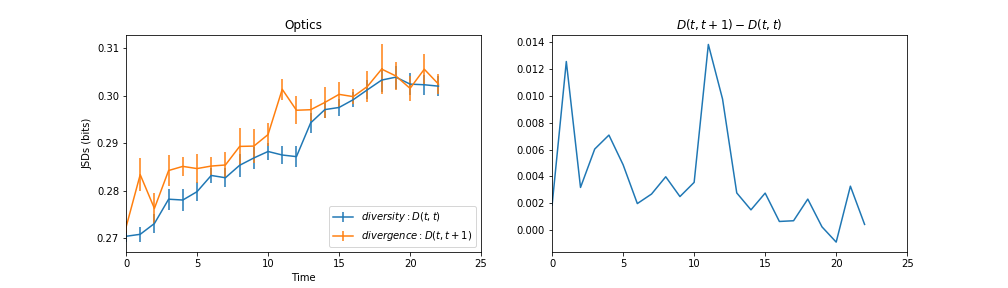 Optics
JSDs (bits)
0.31
0.30
0.29
0.28
0.27
0 5 10 15 20 25
Time
diversity : D(t, t)
divergence : D(t, t + 1)
D(t, t + 1) − D(t, t)
0.014
0.012
0.010
0.008
0.006
0.004
0.002
0.000
0 5 10 15 20 25